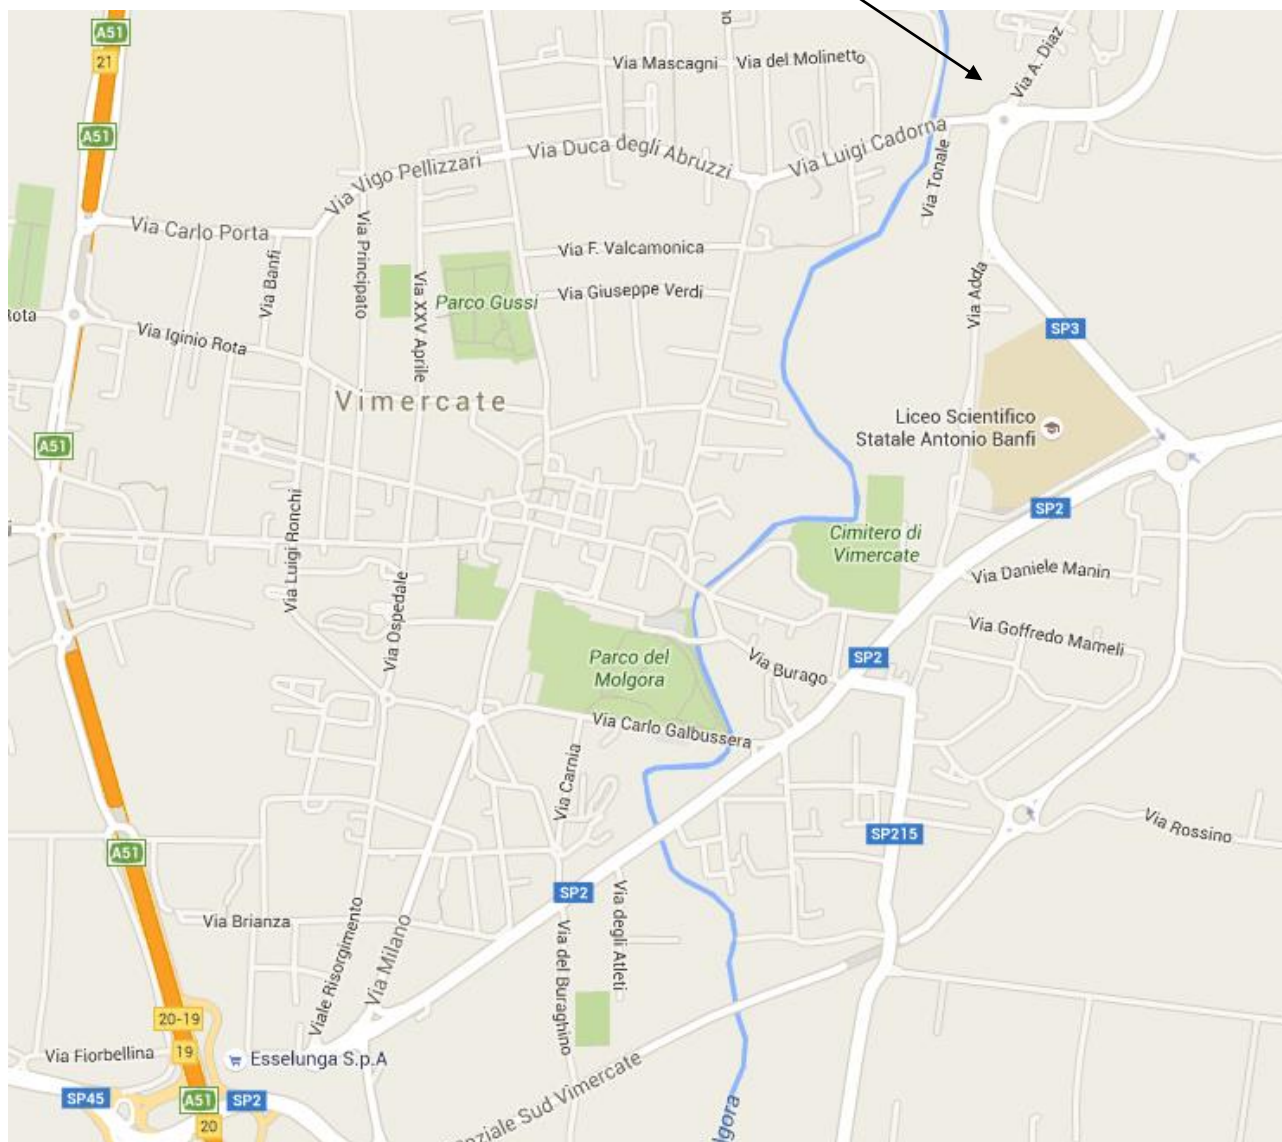 A51
21
Via Mascagni
Via del Molinetto
Via A. Diaz
A51
Via Duca degli Abruzzi
Via Luigi Cadorna
Via Vigo Pellizzari
Via Tonale
Via Carlo Porta
Via Principato
Via F. Valcamonica
Via Banfi
Via XXV Aprile
Parco Gussi
Via Giuseppe Verdi
Via Adda
Via Iginio Rota
SP3
Vimercate
Liceo Scientifico
Statale Antonio Banfi
A51
Via Luigi Ronchi
SP2
Cimitero di
Vimercate
Via Daniele Manin
Via Ospedale
Via Goffredo Mameli
Parco del
Molgora
Via Burago
SP2
Via Carlo Galbussera
Via Carnia
SP215
Via Rossino
A51
SP2
Via Brianza
Viale Risorgimento
Via Milano
Via del Buraghino
Via degli Atleti
20-19
19
Via Fiorbellina
Esselunga S.p.A
SP45
A51
SP2
20
nziale Sud Vimercate
lgora